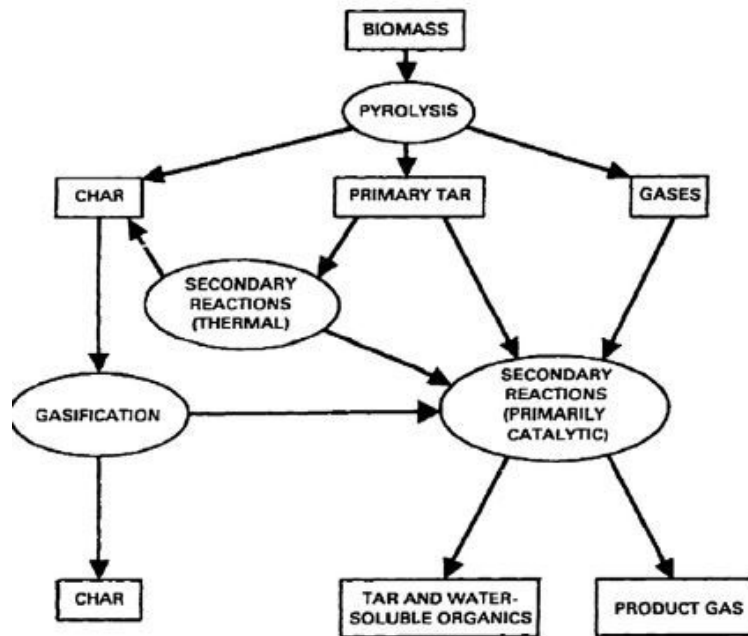 BIOMASS
PYROLYSIS
CHAR
PRIMARY TAR
GASES
SECONDARY
REACTIONS
(THERMAL)
SECONDARY
REACTIONS
(PRIMARILY
CATALYTIC)
GASIFICATION
CHAR
TAR AND WATER-
SOLUBLE ORGANICS
PRODUCT GAS